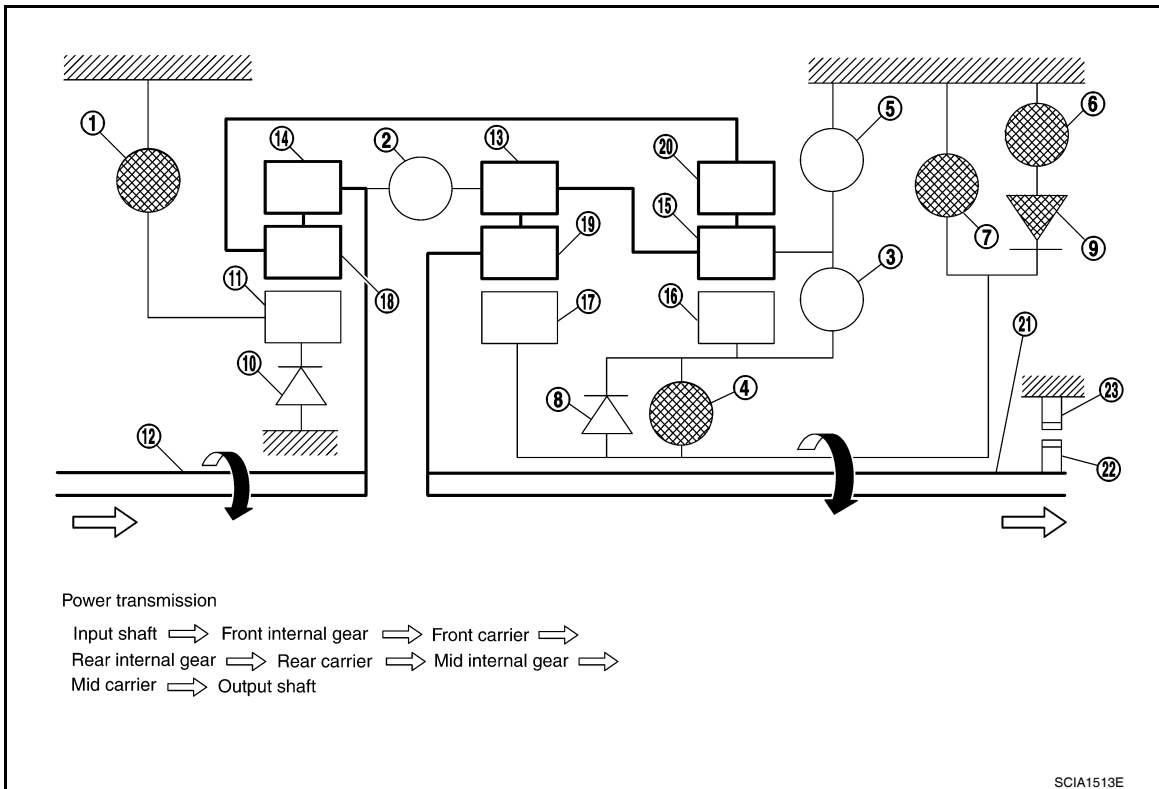 ① ⑭ ② ⑬ ⑳ ⑤ ⑥
⑮ ⑦ ⑨
⑪ ⑱ ⑲ ⑰ ⑯ ③ ㉑
⑩ ⑧ ④ ㉓
⑫ ㉒
Power transmission
Input shaft Front internal gear Front carrier
Rear internal gear Rear carrier Mid internal gear
Mid carrier Output shaft
SCIA1513E